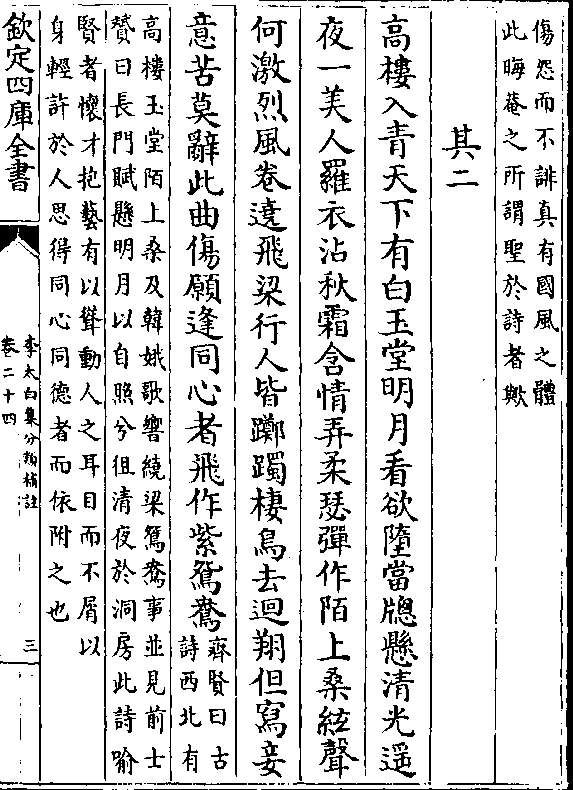 傷怨而不誹真有國風之體
此晦菴之所謂聖於詩者歟
其二
高樓入青天下有白玉堂明月看欲墮當牕懸清光遥
夜一美人羅衣沾秋霜含情弄柔瑟彈作陌上桑絃聲
何激烈風卷遶飛梁行人皆躑躅棲鳥去迴翔但寫妾
意苦莫辭此曲傷願逢同心者飛作紫鴛鴦
齊賢曰古
詩西北有
高樓玉堂陌上桑及韓娥歌響繞梁鴛鴦事並見前士
贇曰長門賦懸明月以自照兮徂清夜於洞房此詩喻
賢者懷才抱藝有以聳動人之耳目而不屑以
身輕許於人思得同心同德者而依附之也
欽定四庫全書
李太白集分類補註
卷二十四
三